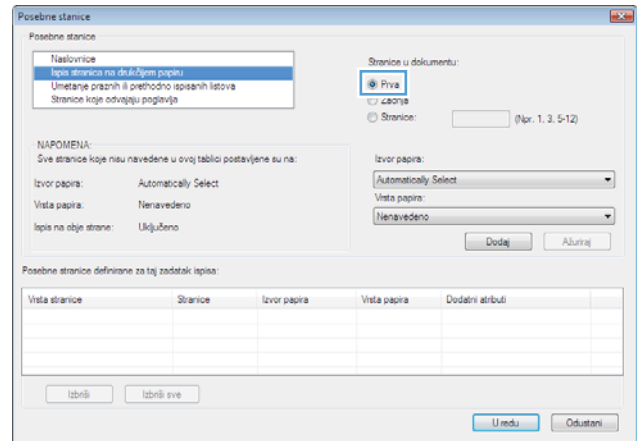 Posebne stanice
Posebne stanice
Naslovnice
Ispis stranica na drukčijem papiru
Umetanje praznih ili prethodno ispisanih listova
Stranice koje odvajaju poglavlja
Stranice u dokumentu:
Prva
Zadnja
Stranice:
(Npr. 1, 3, 5-12)
NAPOMENA:
Sve stranice koje nisu navedene u ovoj tablici postavljene su na:
Izvor papira:
Automatically Select
Vrsta papira:
Nenavedeno
Ispis na obje strane:
Uključeno
Izvor papira:
Automatically Select
Vrsta papira:
Nenavedeno
Dodaj
Ažuriraj
Posebne stranice definirane za taj zadatak ispisa:
Vrsta stranice
Stranice
Izvor papira
Vrsta papira
Dodatni atributi
Izbriši
Izbriši sve
U redu
Odustani